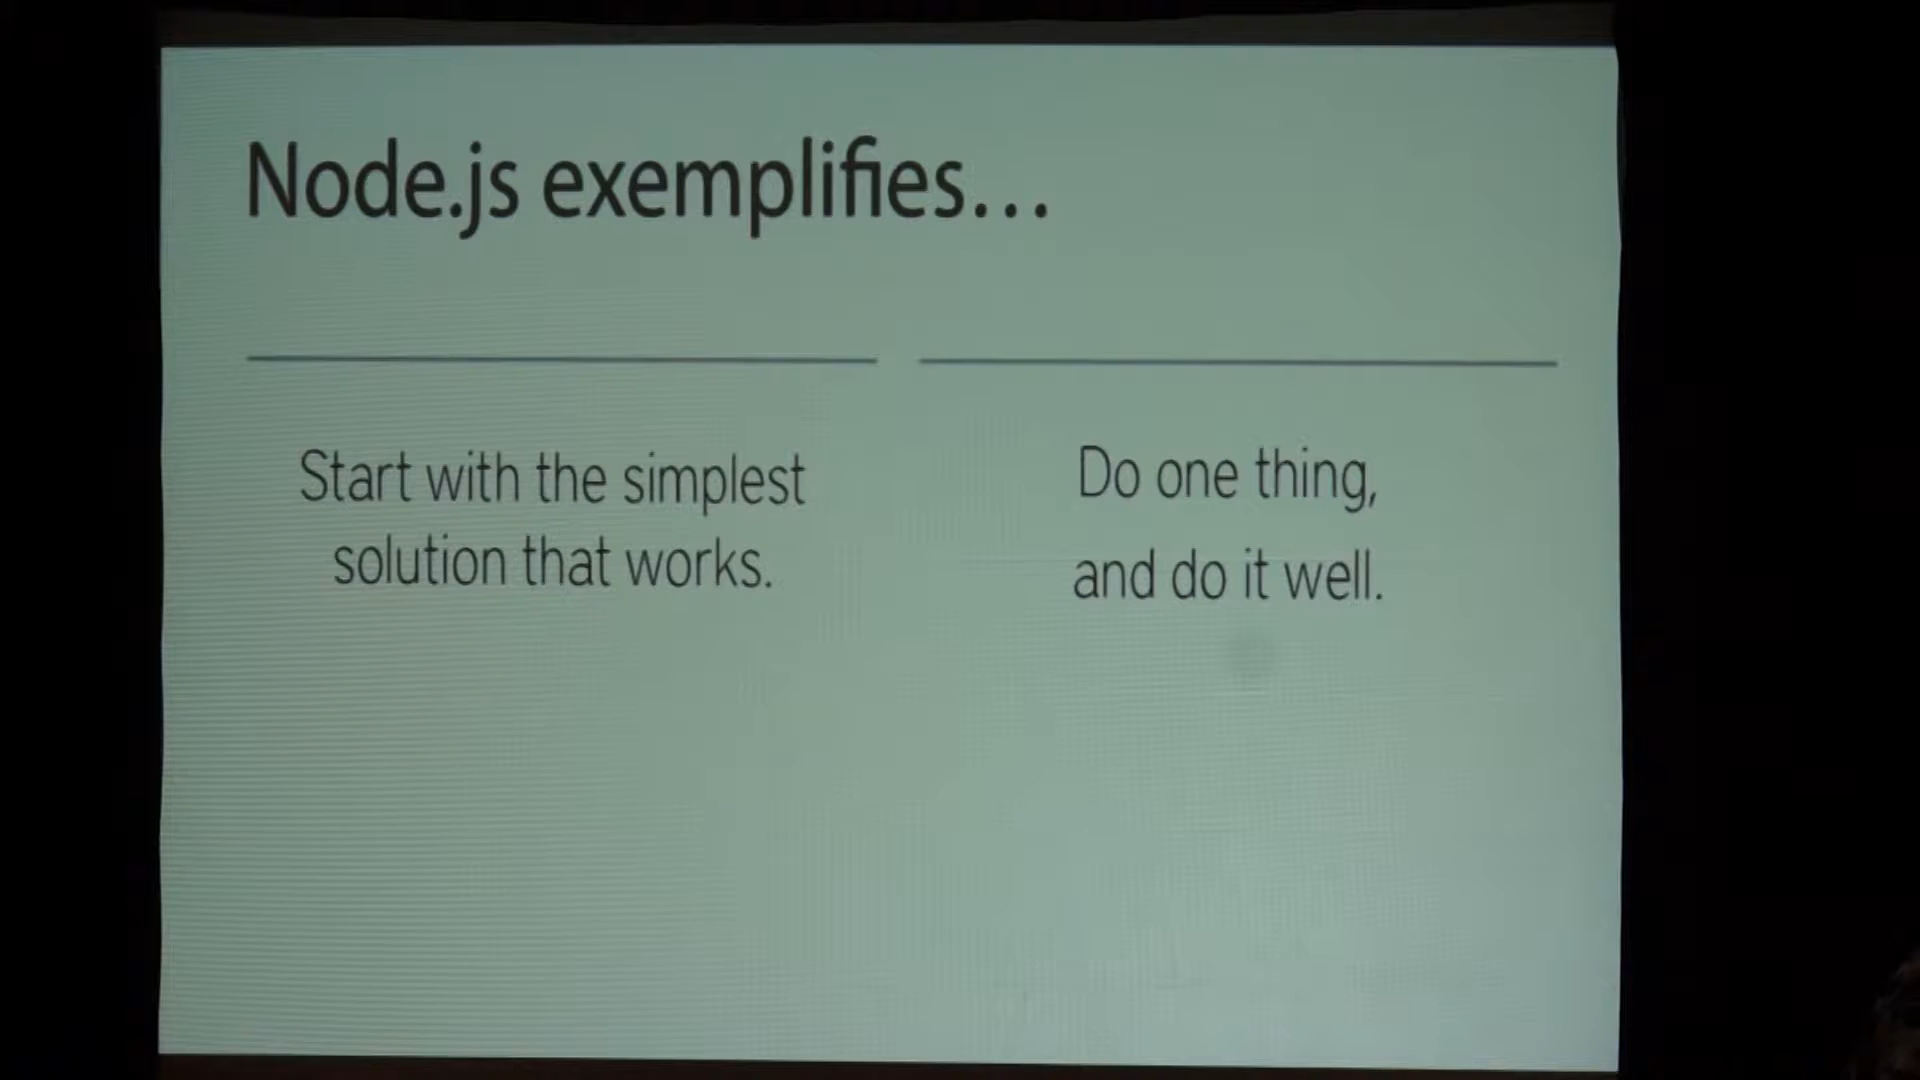 Node.js exemplifies...
Start with the simplest
solution that works.
Do one thing,
and do it well.